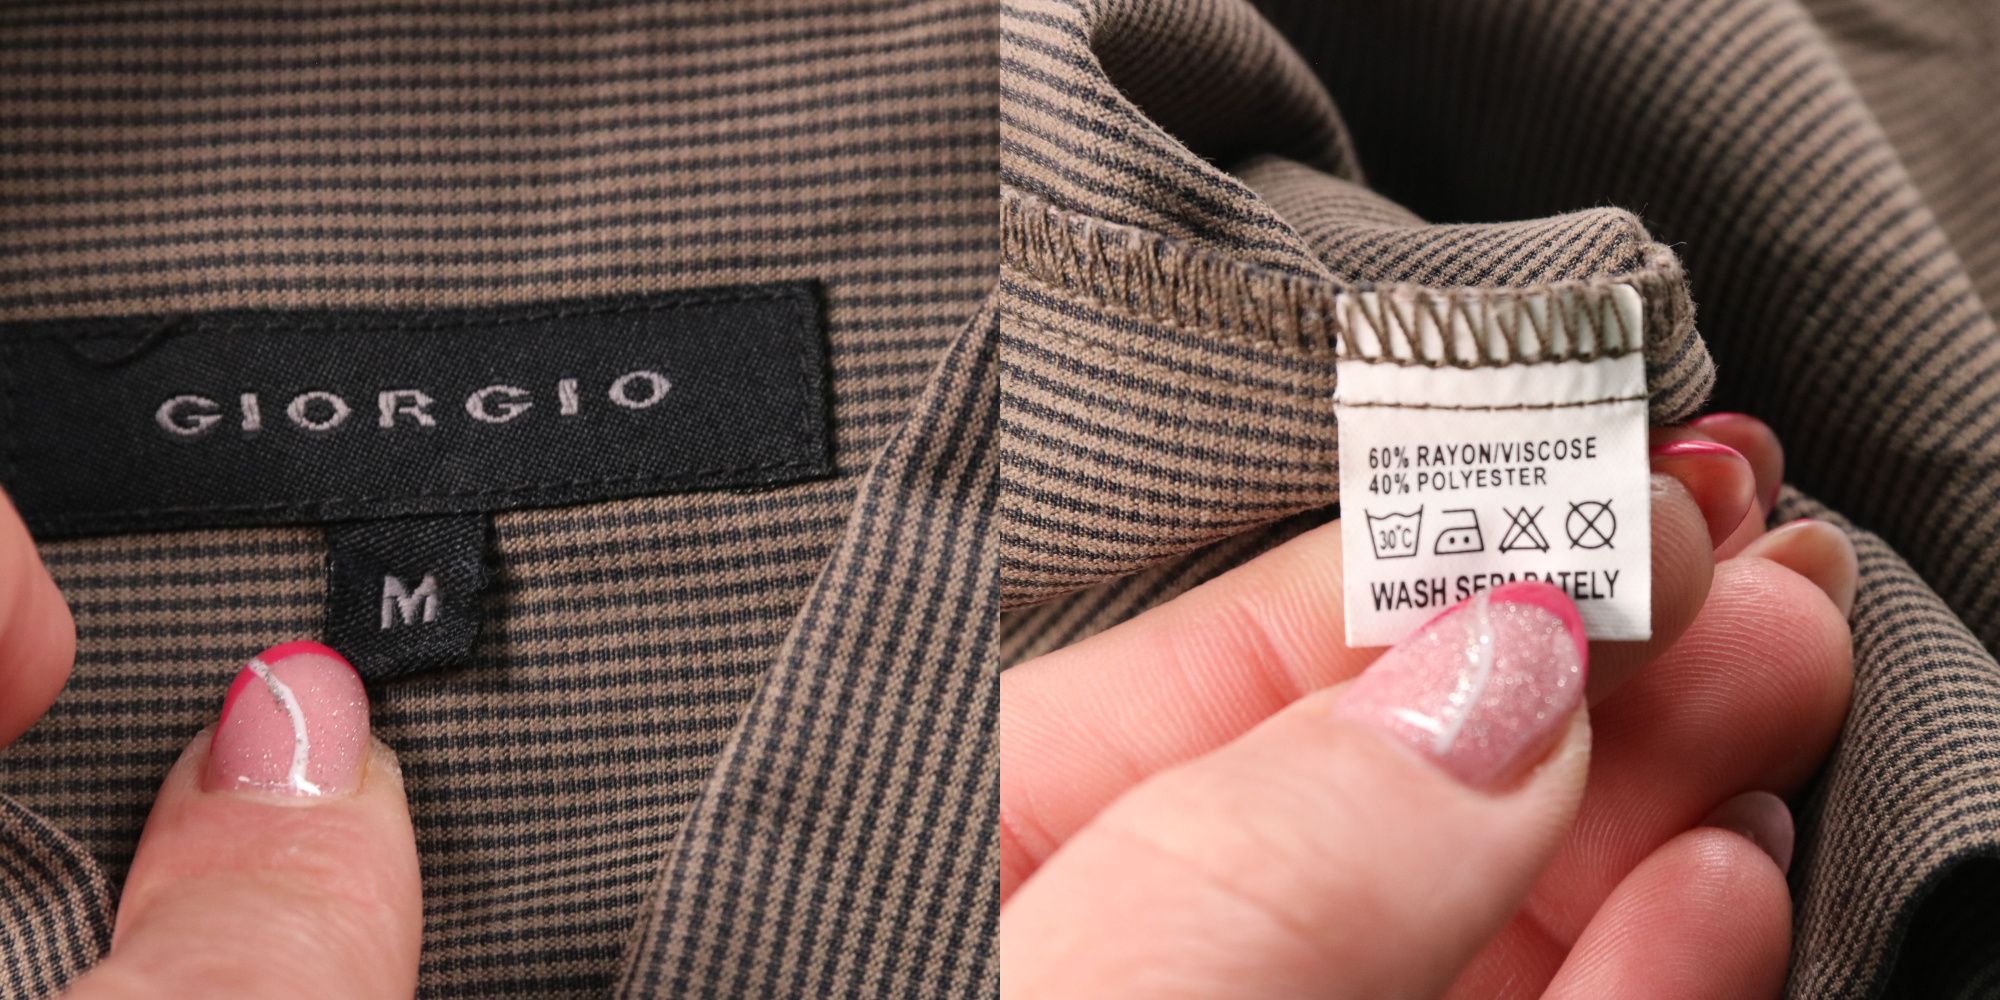 GIORGIO
M
60% RAYON/VISCOSE
40% POLYESTER
30°C
WASH SEPARATELY